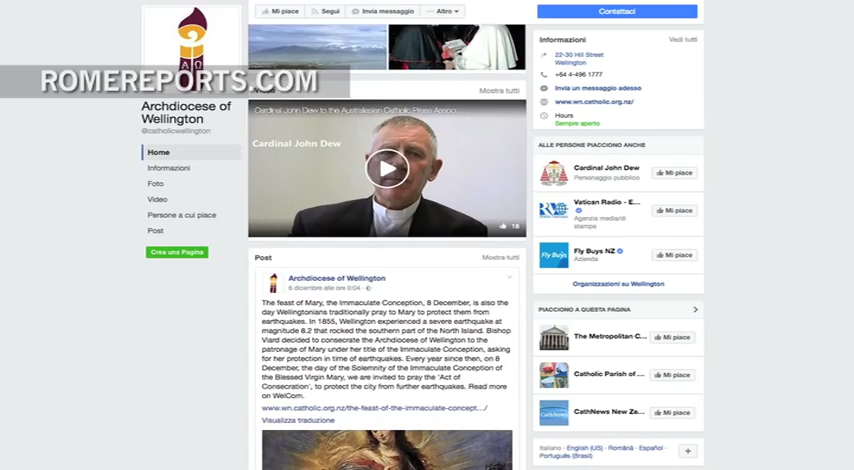 Mi piace
Segui
Invia messaggio
Altro
Contattaci
ROMEREPORTS.COM
Archdiocese of
Wellington
@catholicwellington
Home
Informazioni
Foto
Video
Persone a cui piace
Post
Crea una Pagina
Mostra tutti
Cardinal John Dew to the Australasian Catholic Press Associ...
Cardinal John Dew
18
Post
Mostra tutti
Archdiocese of Wellington
6 dicembre alle ore 0:04 ·
The feast of Mary, the Immaculate Conception, 8 December, is also the
day Wellingtonians traditionally pray to Mary to protect them from
earthquakes. In 1855, Wellington experienced a severe earthquake at
magnitude 8.2 that rocked the southern part of the North Island. Bishop
Viard decided to consecrate the Archdiocese of Wellington to the
patronage of Mary under her title of the Immaculate Conception, asking
for her protection in time of earthquakes. Every year since then, on 8
December, the day of the Solemnity of the Immaculate Conception of
the Blessed Virgin Mary, we are invited to pray the 'Act of
Consecration', to protect the city from further earthquakes. Read more
on WelCom.
www.wn.catholic.org.nz/the-feast-of-the-immaculate-concept.../
Visualizza traduzione
Informazioni
Vedi tutti
22-30 Hill Street
Wellington
+64 4-496 1777
Invia un messaggio adesso
www.wn.catholic.org.nz/
Hours
Sempre aperto
ALLE PERSONE PIACCIONO ANCHE
Cardinal John Dew
Personaggio pubblico
Mi piace
Vatican Radio - E...
Agenzia media/di
stampa
Mi piace
Fly Buys NZ
Azienda
Mi piace
Organizzazioni su Wellington
PIACCIONO A QUESTA PAGINA
The Metropolitan C...
Mi piace
Catholic Parish of ...
Mi piace
CathNews New Ze...
Mi piace
Italiano · English (US) · Română · Español ·
Português (Brasil)